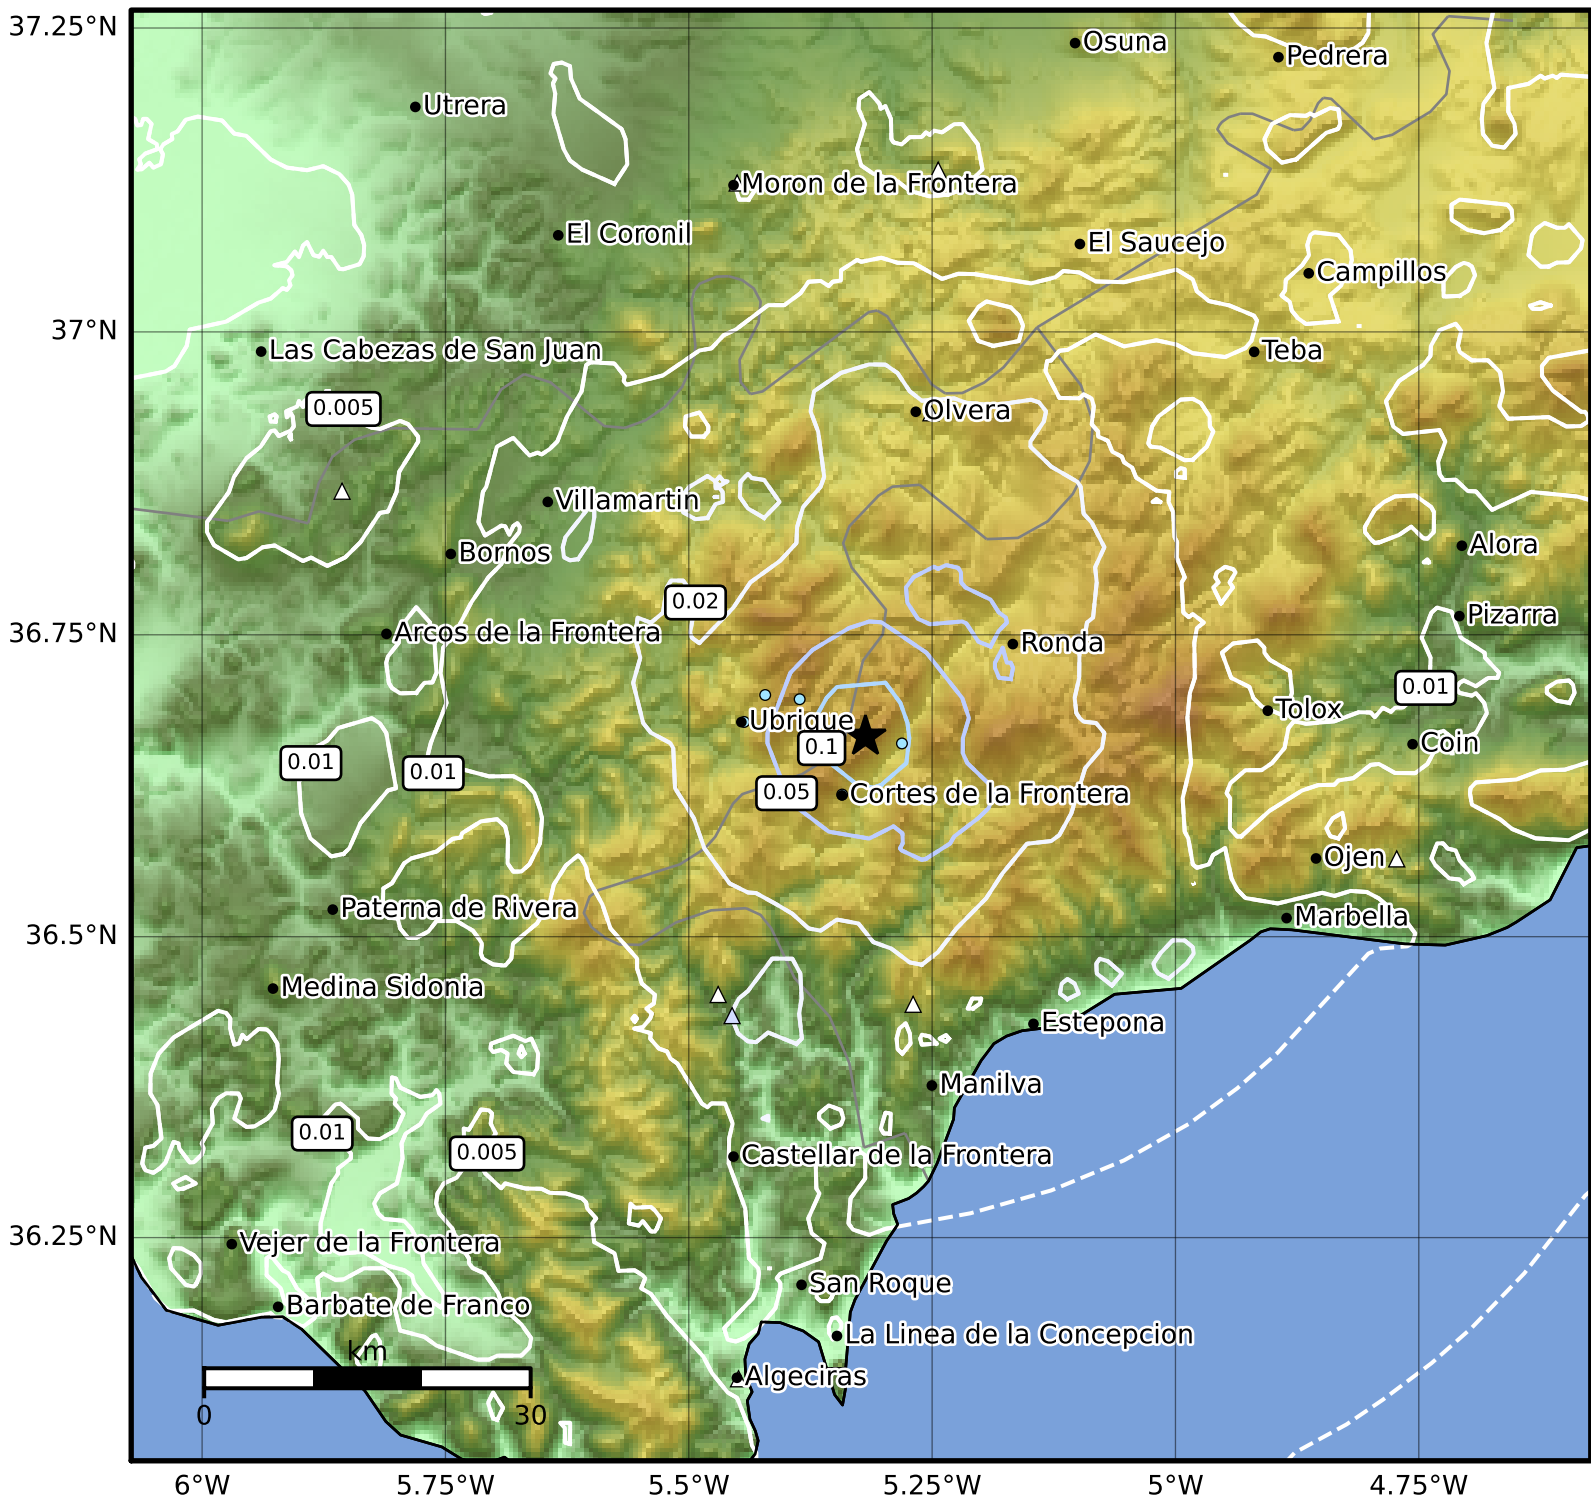 37.25°N
Osuna
Pedrera
Utrera
Moron de la Frontera
El Coronil
El Saucejo
Campillos
37°N
Las Cabezas de San Juan
Teba
0.005
Olvera
Villamartin
Bornos
Alora
0.02
Pizarra
36.75°N
Arcos de la Frontera
Ronda
0.01
Tolox
Ubrique
Coin
0.1
0.01
0.01
0.05
Cortes de la Frontera
Ojen
Paterna de Rivera
Marbella
36.5°N
Medina Sidonia
Estepona
Manilva
0.01
0.005
Castellar de la Frontera
36.25°N
Vejer de la Frontera
San Roque
Barbate de Franco
La Linea de la Concepcion
km
Algeciras
0 30
6°W 5.75°W 5.5°W 5.25°W 5°W 4.75°W